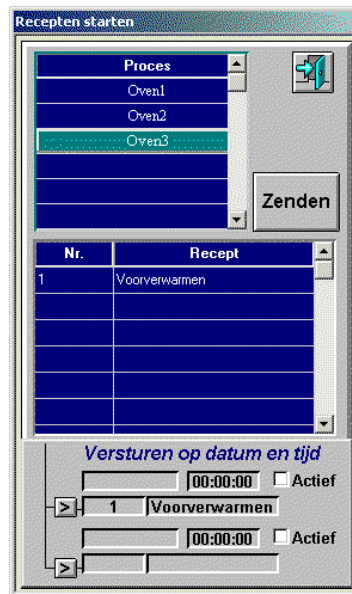 Recepten starten
Proces
Oven1
Oven2
Oven3
Zenden
Nr. Recept
1 Voorverwarmen
Versturen op datum en tijd
00:00:00 Actief
> 1 Voorverwarmen
00:00:00 Actief
>